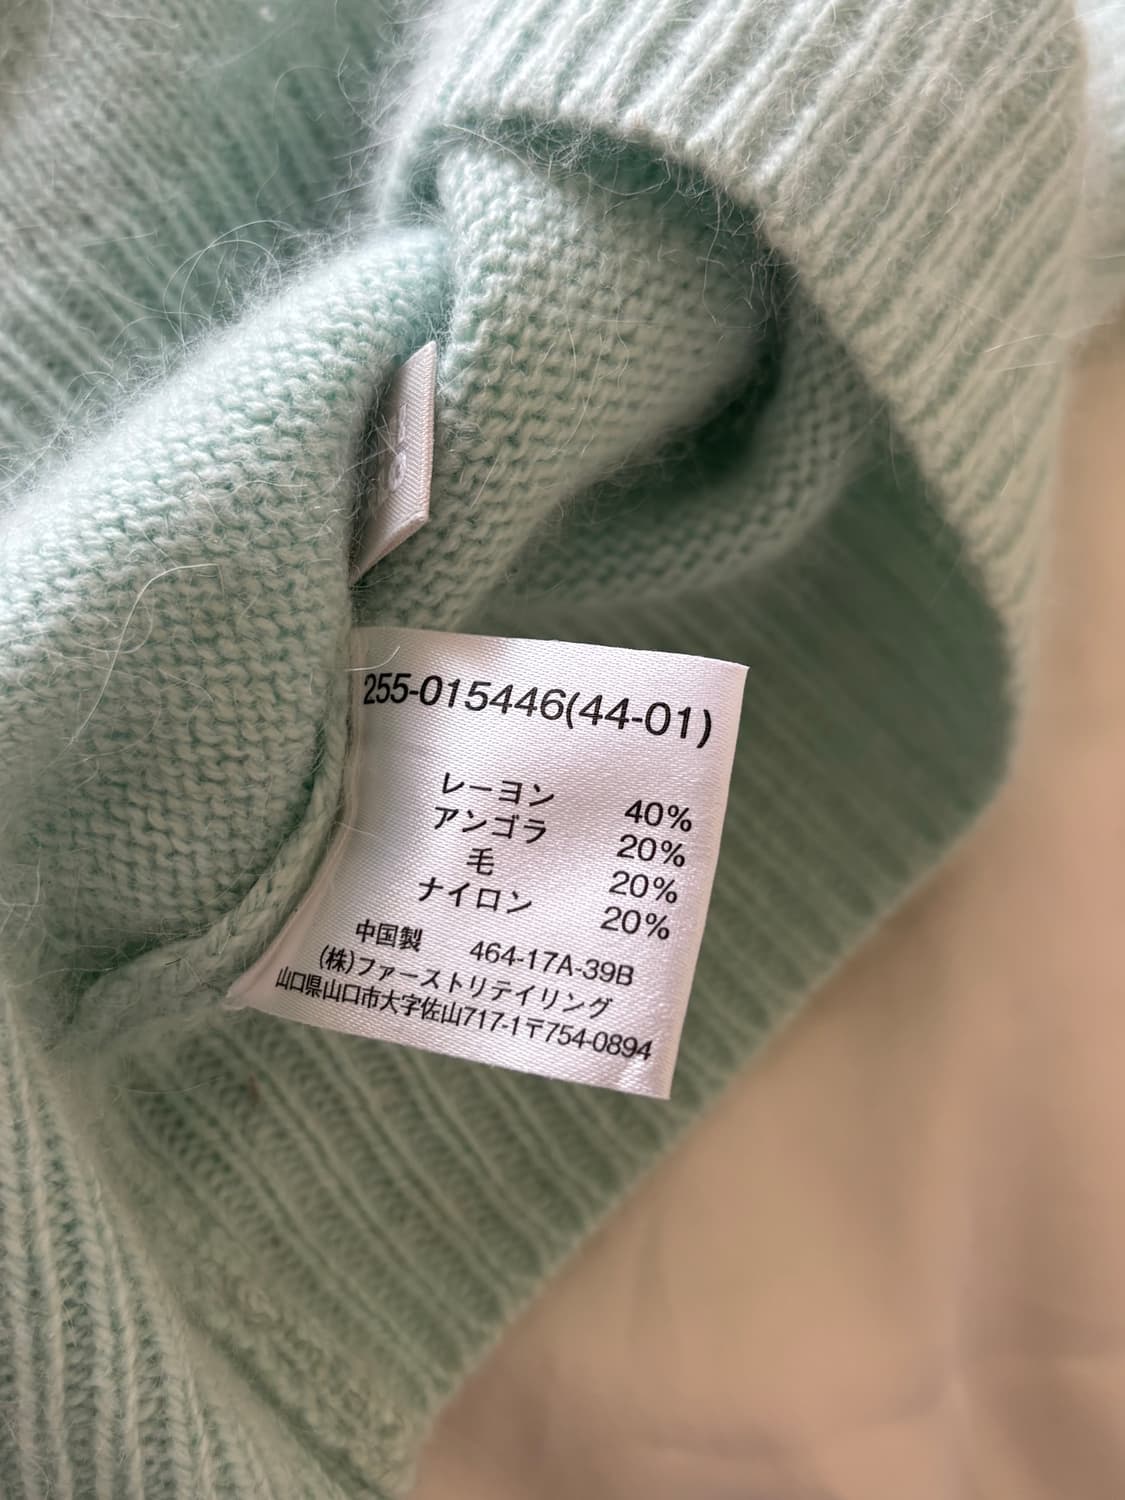 255-015446(44-01)
レーヨン 40%
アンゴラ 20%
毛 20%
ナイロン 20%
中国製 464-17A-39B
(株)ファーストリテイリング
山口県山口市大字佐山717-1〒754-0894